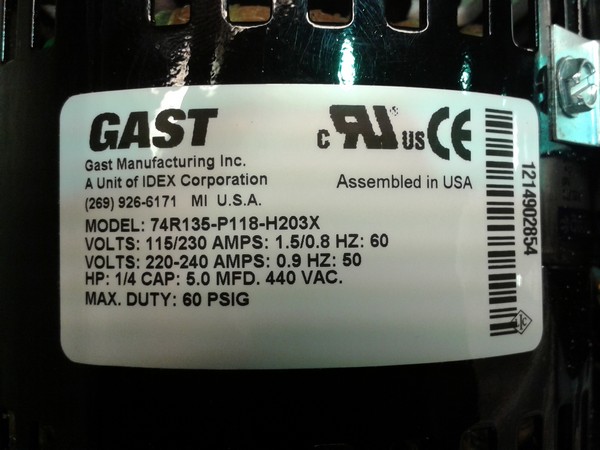 GAST
Gast Manufacturing Inc.
A Unit of IDEX Corporation
(269) 926-6171 MI U.S.A.
c RU ® US CE
Assembled in USA
MODEL: 74R135-P118-H203X
VOLTS: 115/230 AMPS: 1.5/0.8 HZ: 60
VOLTS: 220-240 AMPS: 0.9 HZ: 50
HP: 1/4 CAP: 5.0 MFD. 440 VAC.
MAX. DUTY: 60 PSIG
1214902854